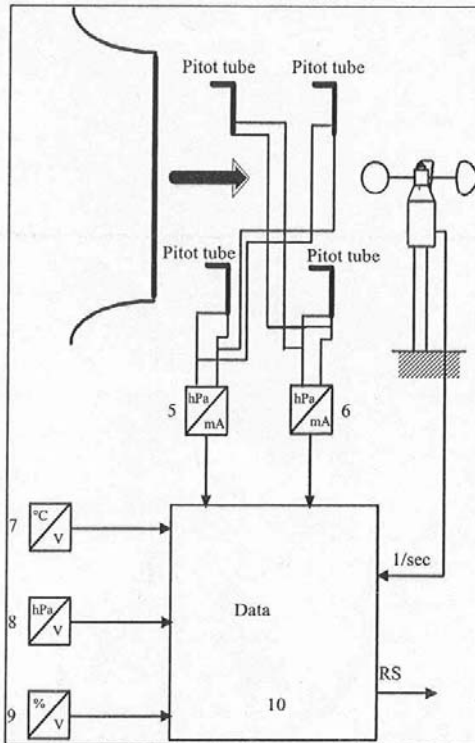 Pitot tube
Pitot tube
Pitot tube
Pitot tube
5
hPa
mA
hPa
mA
6
7
°C
V
1/sec
8
hPa
V
Data
RS
9
%
V
10